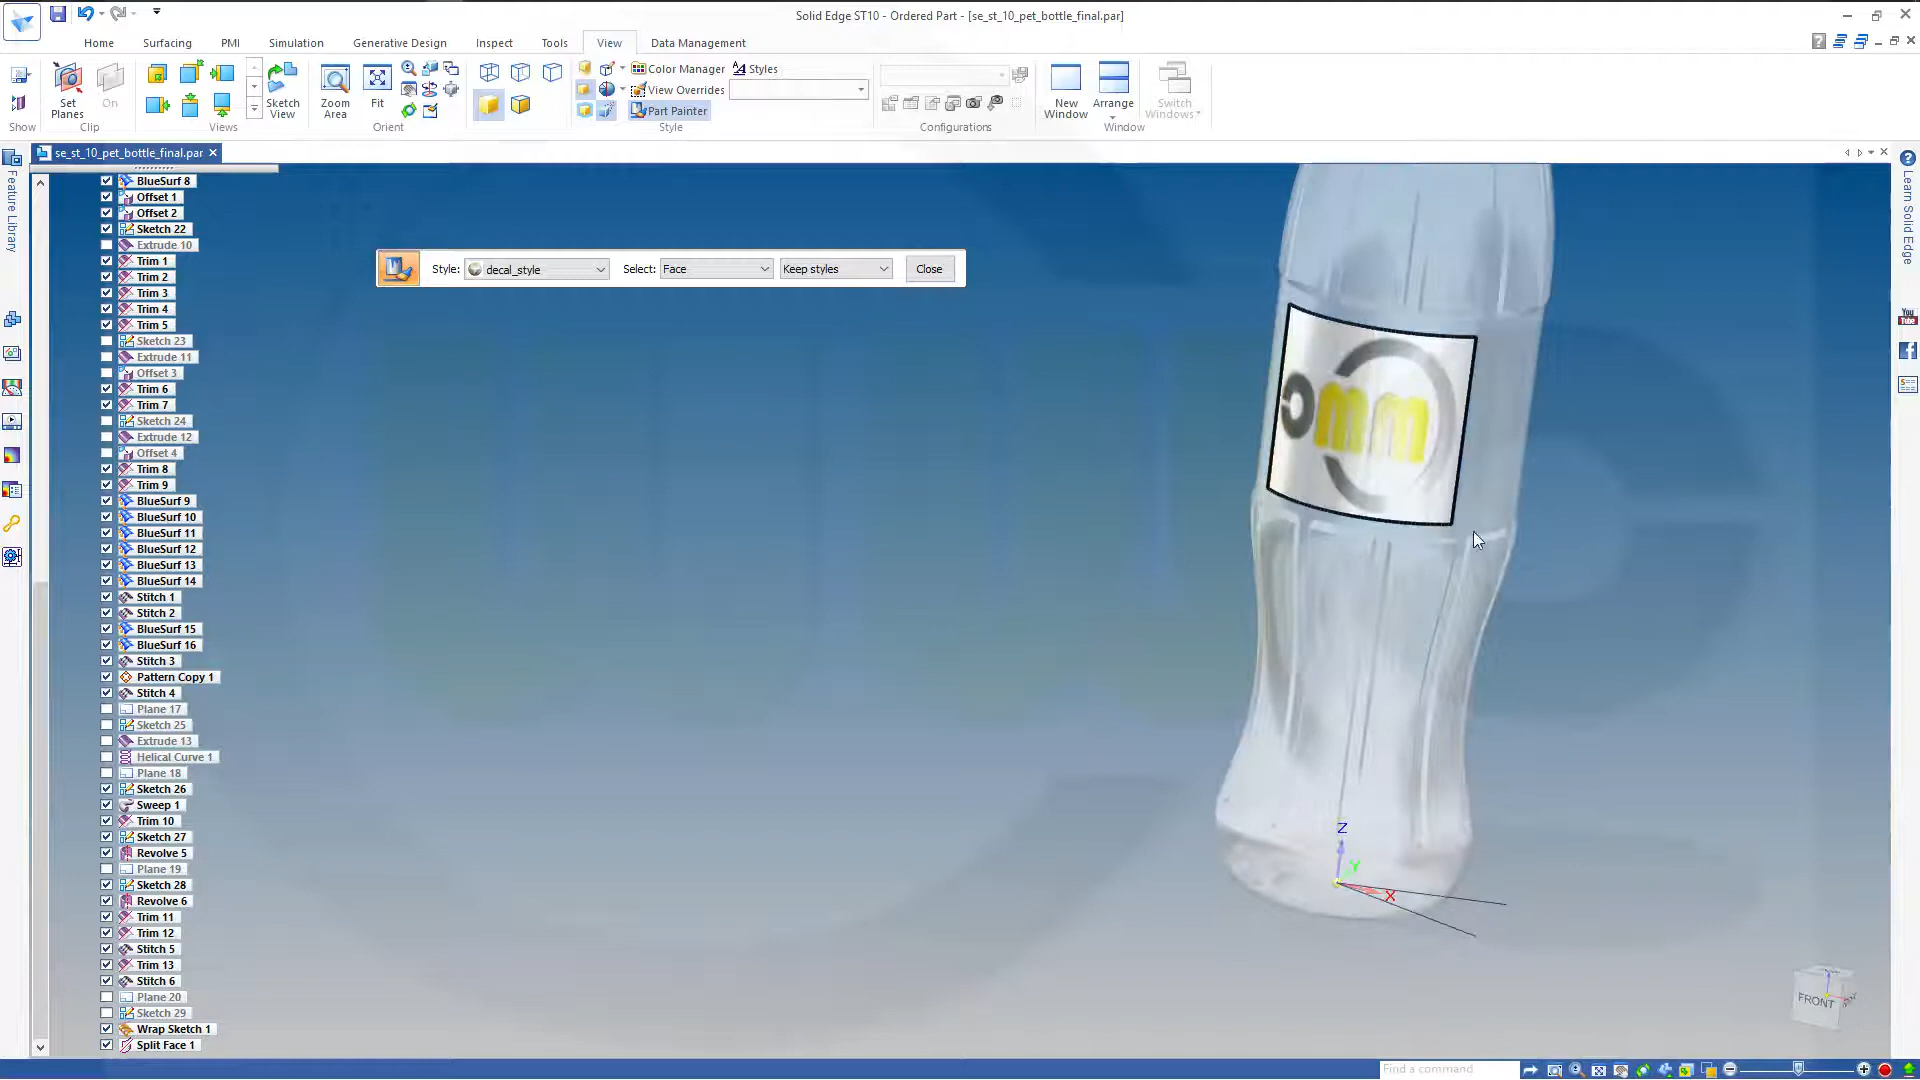 Solid Edge ST10 - Ordered Part - [se_st_10_pet_bottle_final.par]
Home Surfacing PMI Simulation Generative Design Inspect Tools View Data Management
Set Planes
On
Sketch View
Zoom Area
Fit
Color Manager
Styles
View Overrides
Part Painter
New Window
Arrange
Switch Windows
Show
Clip
Views
Orient
Style
Configurations
Window
se_st_10_pet_bottle_final.par
Feature Library
Learn Solid Edge
You Tube
BlueSurf 8
Offset 1
Offset 2
Sketch 22
Extrude 10
Trim 1
Trim 2
Trim 3
Trim 4
Trim 5
Sketch 23
Extrude 11
Offset 3
Trim 6
Trim 7
Sketch 24
Extrude 12
Offset 4
Trim 8
Trim 9
BlueSurf 9
BlueSurf 10
BlueSurf 11
BlueSurf 12
BlueSurf 13
BlueSurf 14
Stitch 1
Stitch 2
BlueSurf 15
BlueSurf 16
Stitch 3
Pattern Copy 1
Stitch 4
Plane 17
Sketch 25
Extrude 13
Helical Curve 1
Plane 18
Sketch 26
Sweep 1
Trim 10
Sketch 27
Revolve 5
Plane 19
Sketch 28
Revolve 6
Trim 11
Trim 12
Stitch 5
Trim 13
Stitch 6
Plane 20
Sketch 29
Wrap Sketch 1
Split Face 1
Style: decal_style Select: Face Keep styles Close
omm
Z
Y
X
FRONT
Find a command